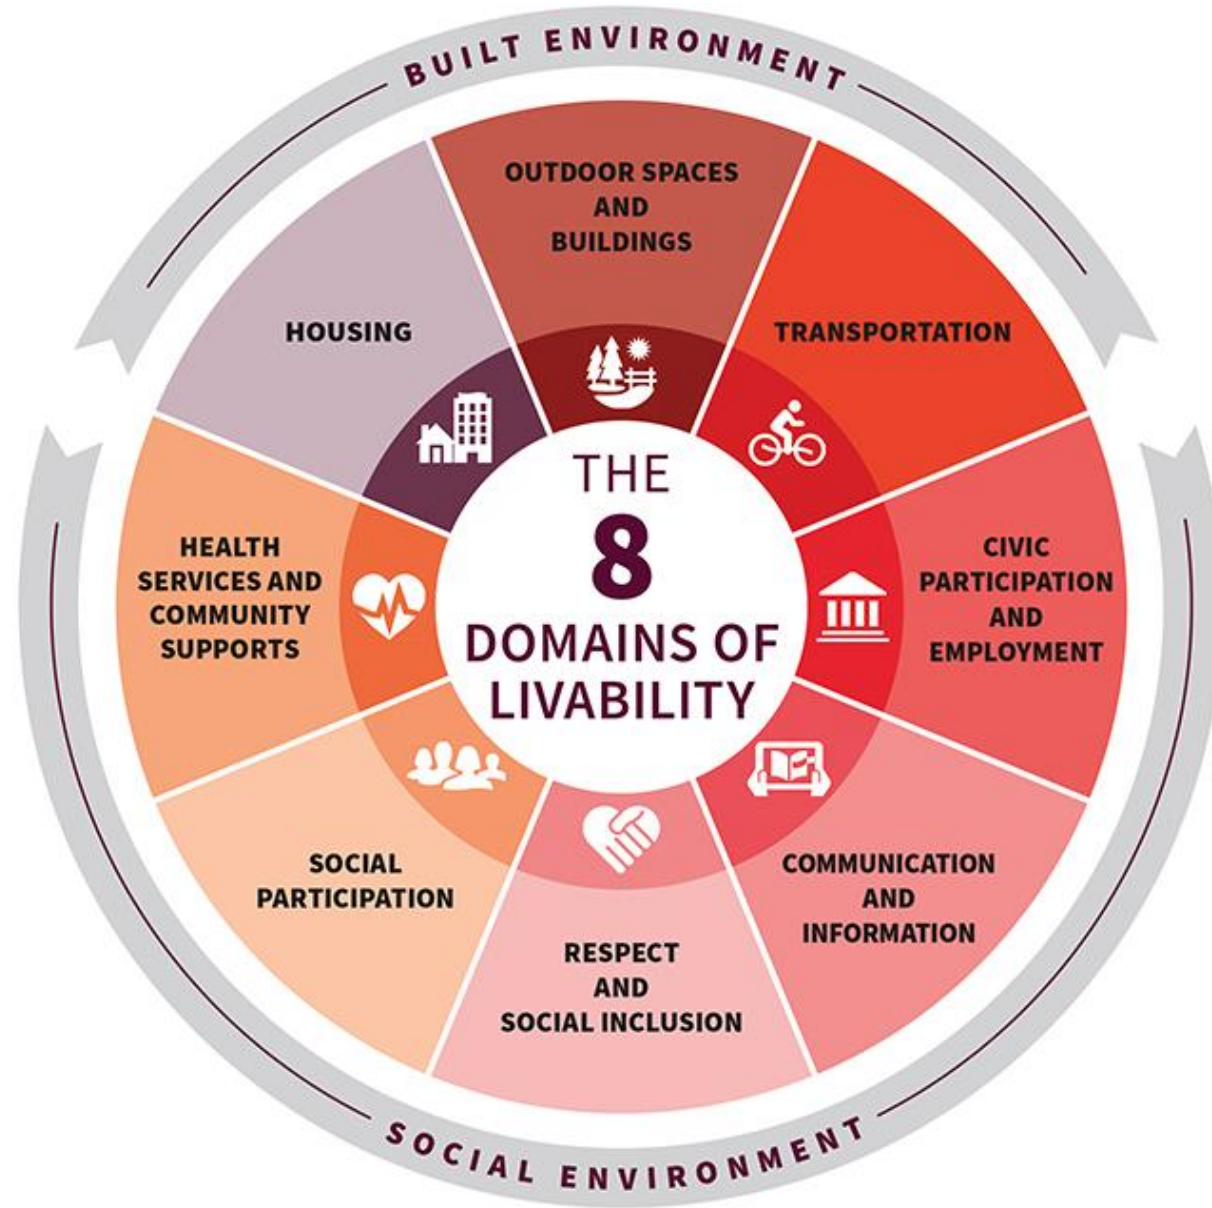 BUILT ENVIRONMENT
OUTDOOR SPACES
AND
BUILDINGS
TRANSPORTATION
CIVIC
PARTICIPATION
AND
EMPLOYMENT
COMMUNICATION
AND
INFORMATION
RESPECT
AND
SOCIAL INCLUSION
SOCIAL
PARTICIPATION
HEALTH
SERVICES AND
COMMUNITY
SUPPORTS
HOUSING
THE
8
DOMAINS OF
LIVABILITY
SOCIAL ENVIRONMENT